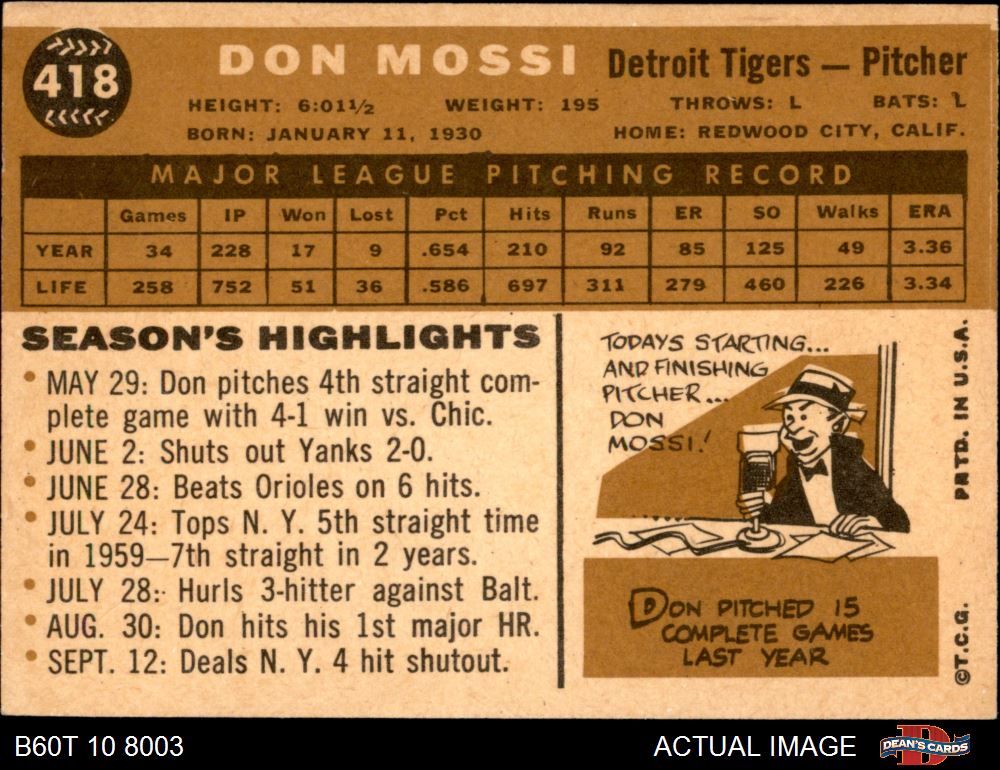 418
DON MOSSI Detroit Tigers — Pitcher
HEIGHT: 6:01½ WEIGHT: 195 THROWS: L BATS: L
BORN: JANUARY 11, 1930 HOME: REDWOOD CITY, CALIF.
MAJOR LEAGUE PITCHING RECORD
Games IP Won Lost Pct Hits Runs ER SO Walks ERA
YEAR 34 228 17 9 .654 210 92 85 125 49 3.36
LIFE 258 752 51 36 .586 697 311 279 460 226 3.34
SEASON'S HIGHLIGHTS
• MAY 29: Don pitches 4th straight com-
plete game with 4-1 win vs. Chic.
• JUNE 2: Shuts out Yanks 2-0.
• JUNE 28: Beats Orioles on 6 hits.
• JULY 24: Tops N. Y. 5th straight time
in 1959—7th straight in 2 years.
• JULY 28: Hurls 3-hitter against Balt.
• AUG. 30: Don hits his 1st major HR.
• SEPT. 12: Deals N. Y. 4 hit shutout.
TODAYS STARTING...
AND FINISHING
PITCHER...
DON
MOSSI!
DON PITCHED 15
COMPLETE GAMES
LAST YEAR
PRTD. IN U.S.A.
©T.C.G.
B60T 10 8003 ACTUAL IMAGE
DEAN'S CARDS